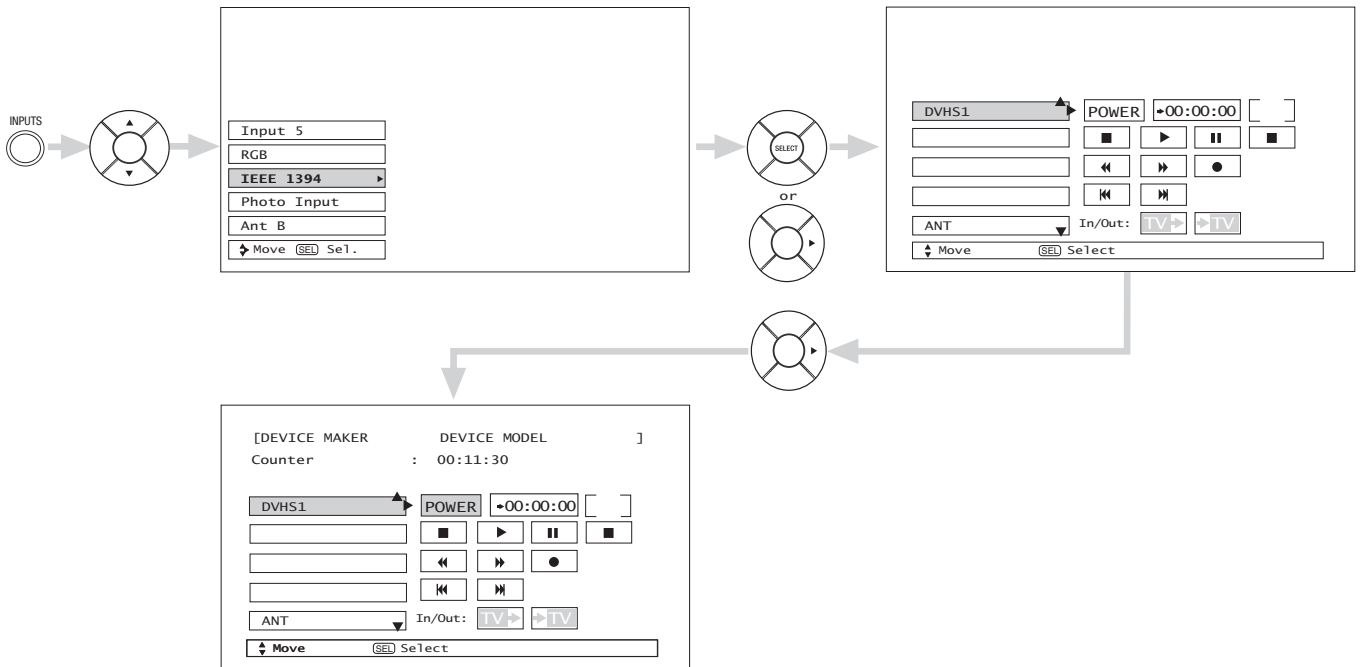 INPUTS
Input 5
RGB
IEEE 1394
Photo Input
Ant B
Move SEL Sel.
SELECT
or
DVHS1
POWER 00:00:00
ANT
In/Out: TV TV
Move SEL Select
[DEVICE MAKER DEVICE MODEL ]
Counter : 00:11:30
DVHS1
POWER 00:00:00
ANT
In/Out: TV TV
Move SEL Select